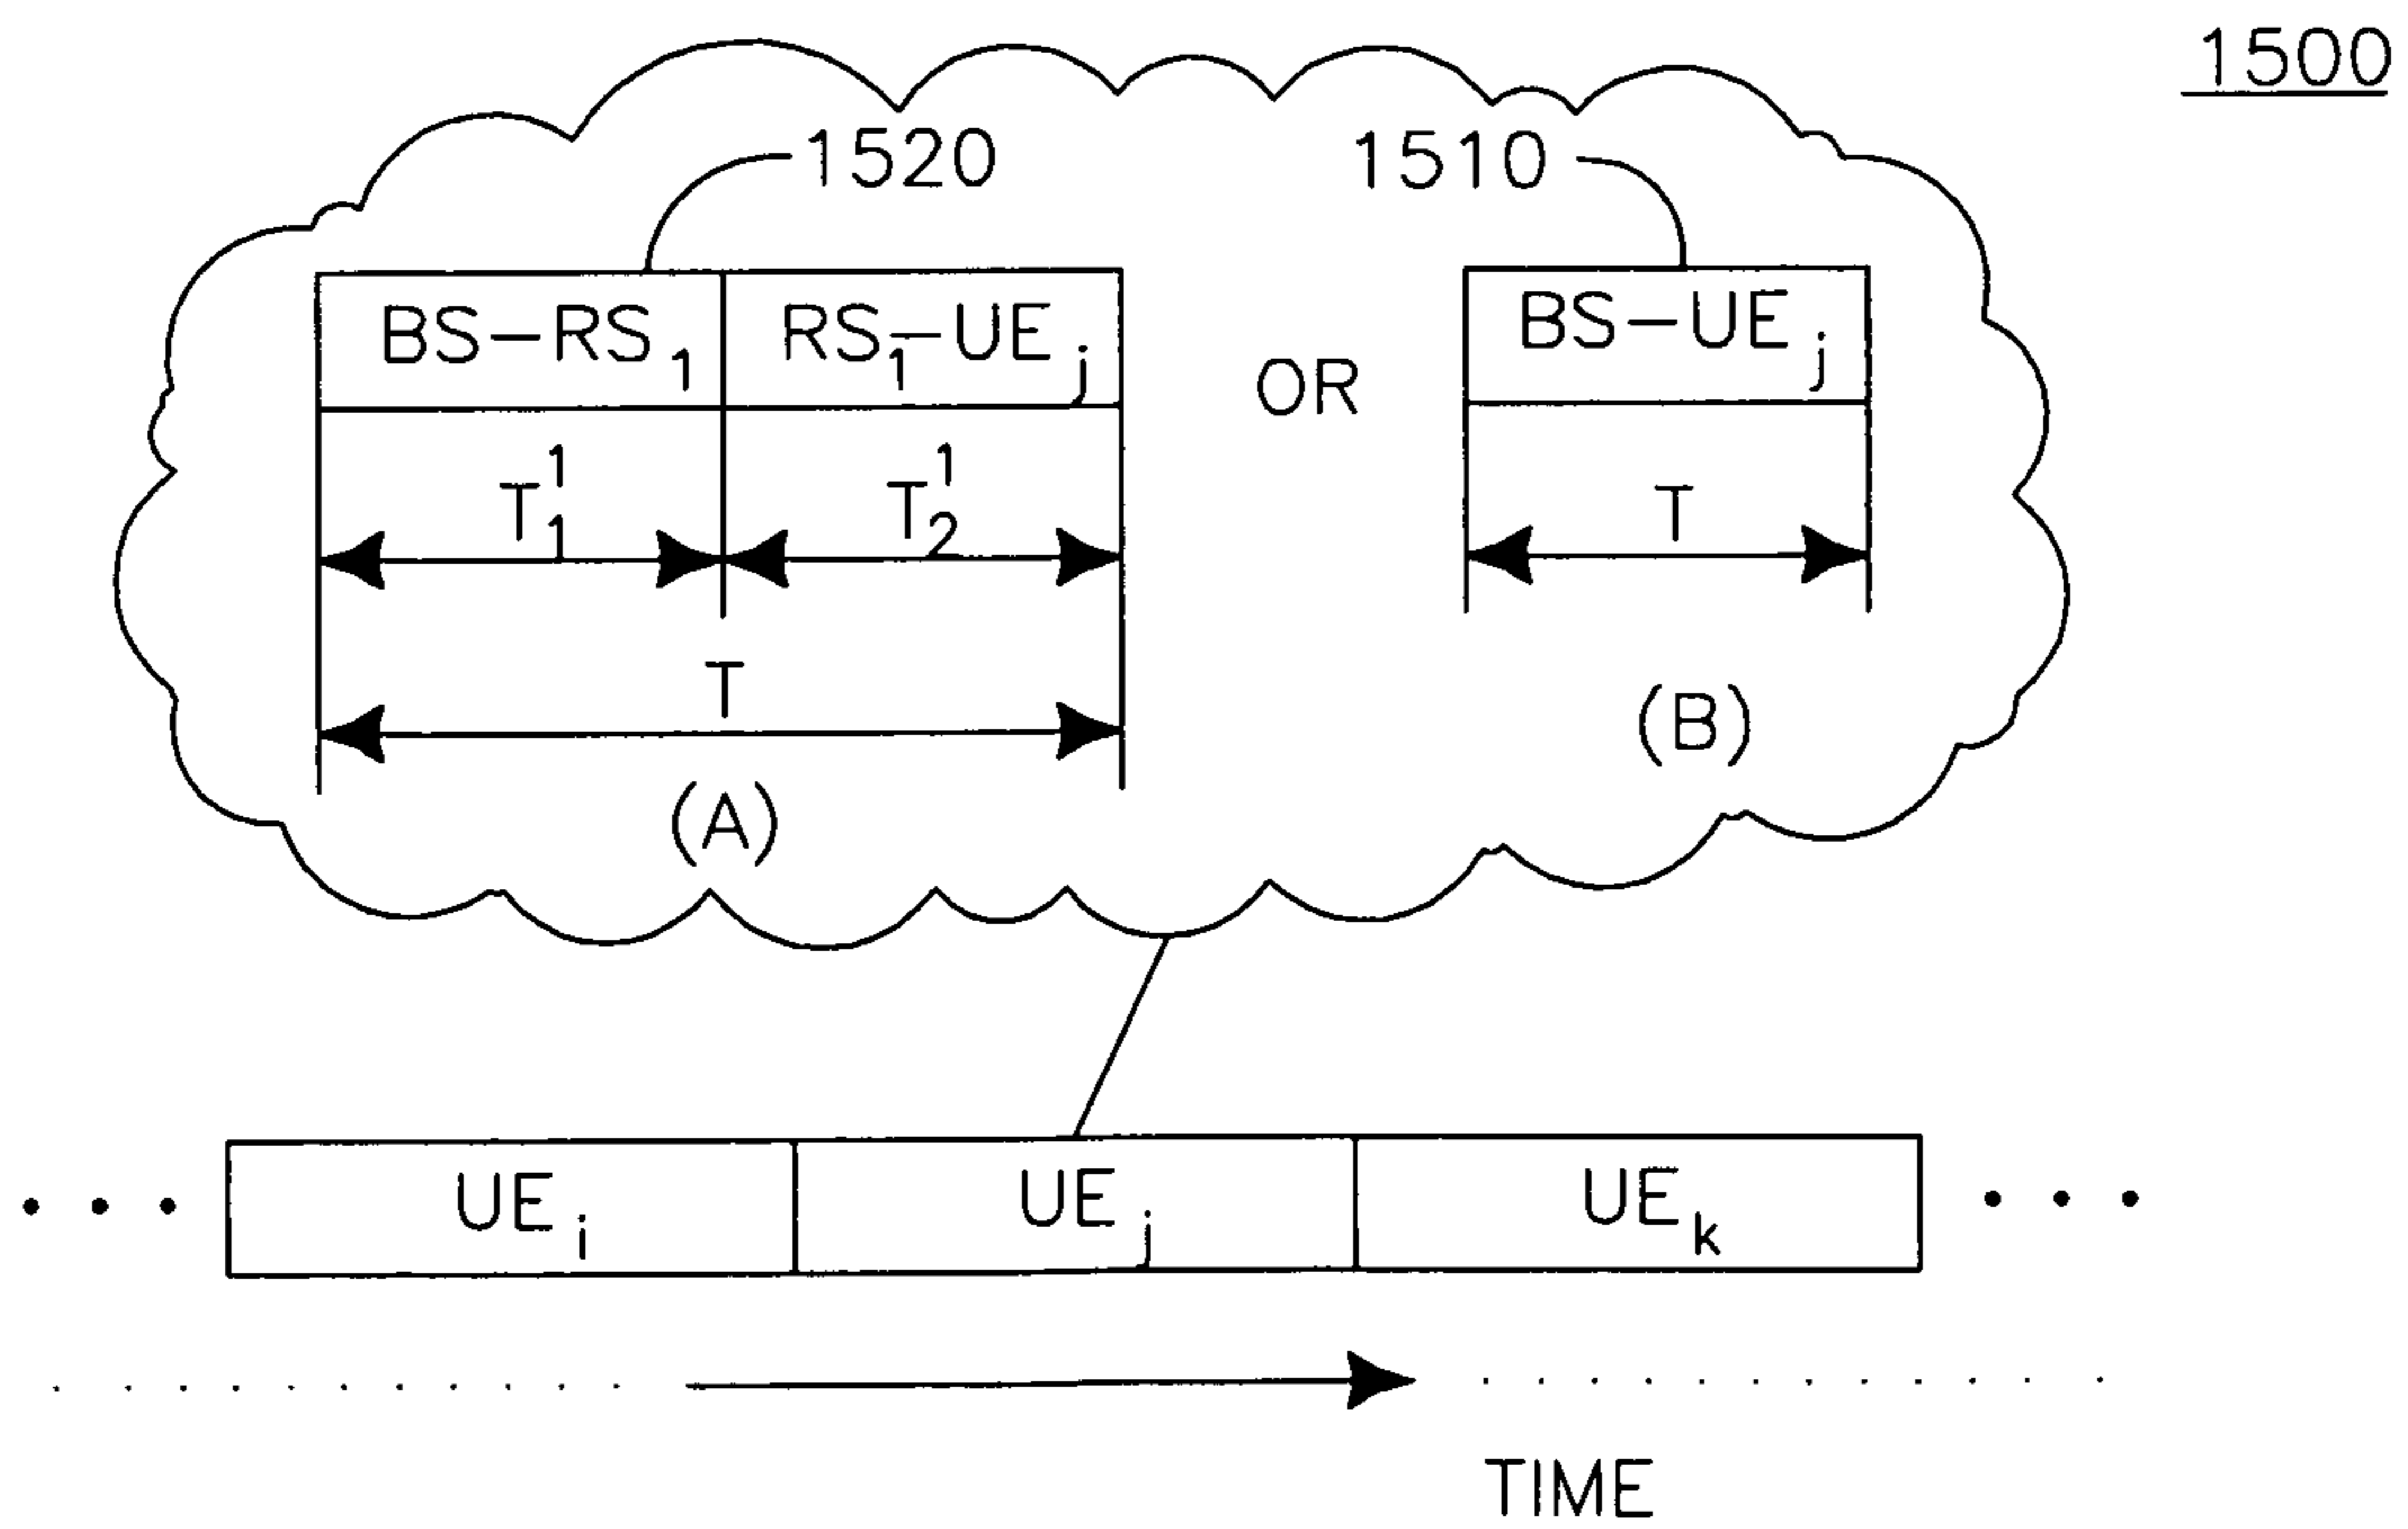 1500
1520 1510
BS-RS₁ RS₁-UEⱼ OR BS-UEⱼ
T₁¹ T₂¹ T
T
(B)
(A)
UEᵢ UEⱼ UEₖ
TIME